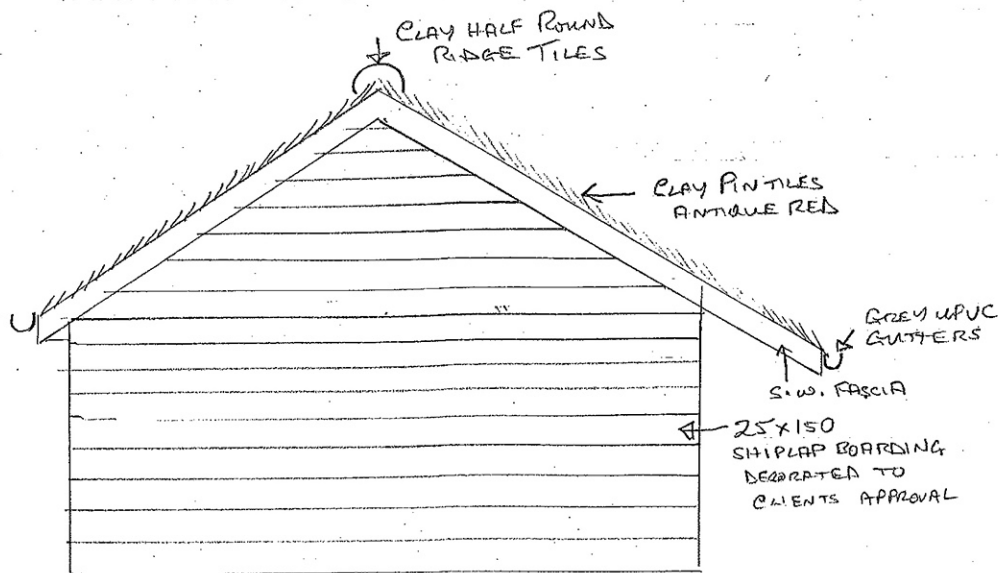 CLAY HALF ROUND
RIDGE TILES
CLAY PINTILES
ANTIQUE RED
GREY UPVC
GUTTERS
S.W. FASCIA
25x150
SHIPLAP BOARDING
DECORATED TO
CLIENTS APPROVAL